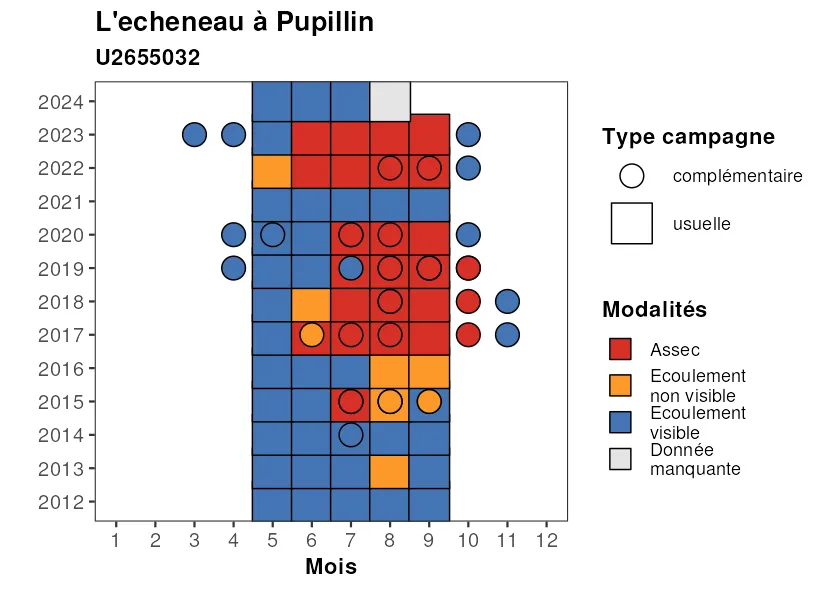 L'echeneau à Pupillin
U2655032
2024
2023
2022
2021
2020
2019
2018
2017
2016
2015
2014
2013
2012
1 2 3 4 5 6 7 8 9 10 11 12
Mois
Type campagne
complémentaire
usuelle
Modalités
Assec
Ecoulement
non visible
Ecoulement
visible
Donnée
manquante